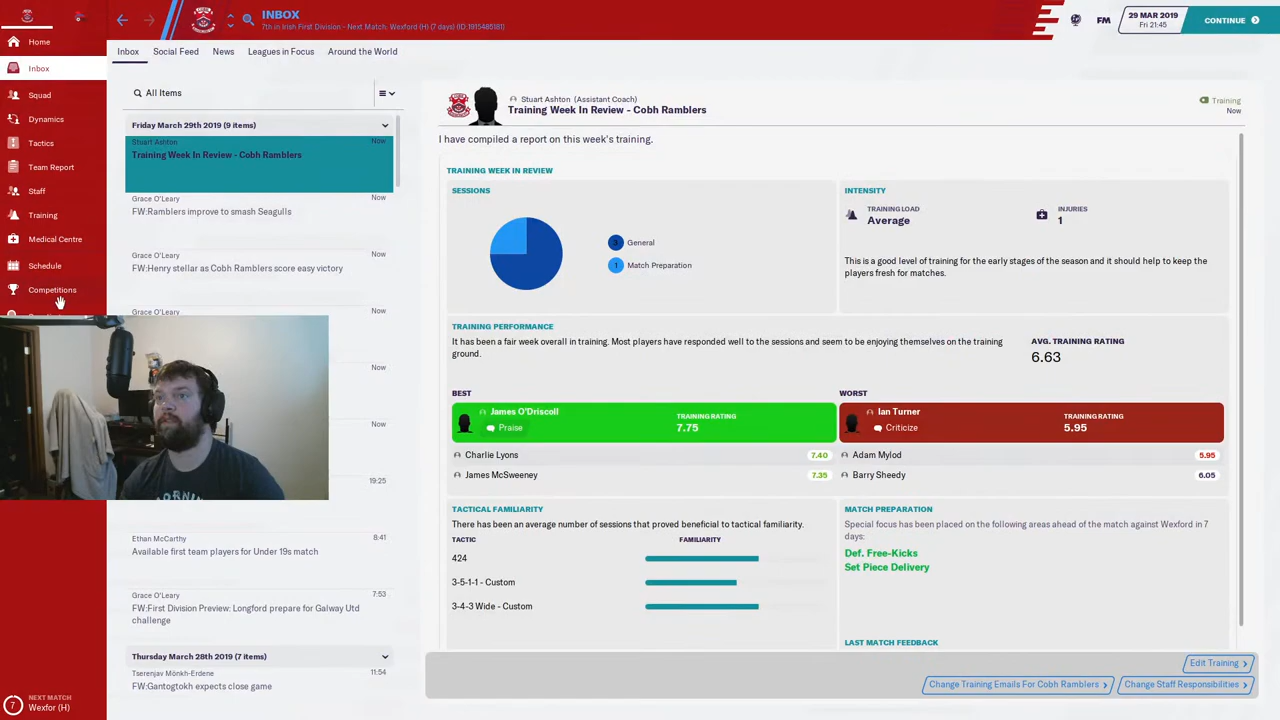 INBOX
7th in Irish First Division - Next Match: Wexford (H) (7 days) (ID:1915485181)
FM
29 MAR 2019
Fri 21:45
CONTINUE
Home
Inbox
Squad
Dynamics
Tactics
Team Report
Staff
Training
Medical Centre
Schedule
Competitions
7
NEXT MATCH
Wexfor (H)
Inbox
Social Feed
News
Leagues in Focus
Around the World
All Items
Friday March 29th 2019 (9 items)
Stuart Ashton
Now
Training Week In Review - Cobh Ramblers
Grace O'Leary
Now
FW:Ramblers improve to smash Seagulls
Grace O'Leary
Now
FW:Henry stellar as Cobh Ramblers score easy victory
Grace O'Leary
Now
Now
Now
19:25
Ethan McCarthy
8:41
Available first team players for Under 19s match
Grace O'Leary
7:53
FW:First Division Preview: Longford prepare for Galway Utd
challenge
Thursday March 28th 2019 (7 items)
Tserenjav Mönkh-Erdene
11:54
FW:Gantogtokh expects close game
Stuart Ashton (Assistant Coach)
Training Week In Review - Cobh Ramblers
Training
Now
I have compiled a report on this week's training.
TRAINING WEEK IN REVIEW
SESSIONS
3 General
1 Match Preparation
INTENSITY
TRAINING LOAD
Average
INJURIES
1
This is a good level of training for the early stages of the season and it should help to keep the
players fresh for matches.
TRAINING PERFORMANCE
It has been a fair week overall in training. Most players have responded well to the sessions and seem to be enjoying themselves on the training
ground.
AVG. TRAINING RATING
6.63
BEST
James O'Driscoll
Praise
TRAINING RATING
7.75
Charlie Lyons
7.40
James McSweeney
7.35
WORST
Ian Turner
Criticize
TRAINING RATING
5.95
Adam Mylod
5.95
Barry Sheedy
6.05
TACTICAL FAMILIARITY
There has been an average number of sessions that proved beneficial to tactical familiarity.
TACTIC
FAMILIARITY
424
3-5-1-1 - Custom
3-4-3 Wide - Custom
MATCH PREPARATION
Special focus has been placed on the following areas ahead of the match against Wexford in 7
days:
Def. Free-Kicks
Set Piece Delivery
LAST MATCH FEEDBACK
Edit Training
Change Training Emails For Cobh Ramblers
Change Staff Responsibilities